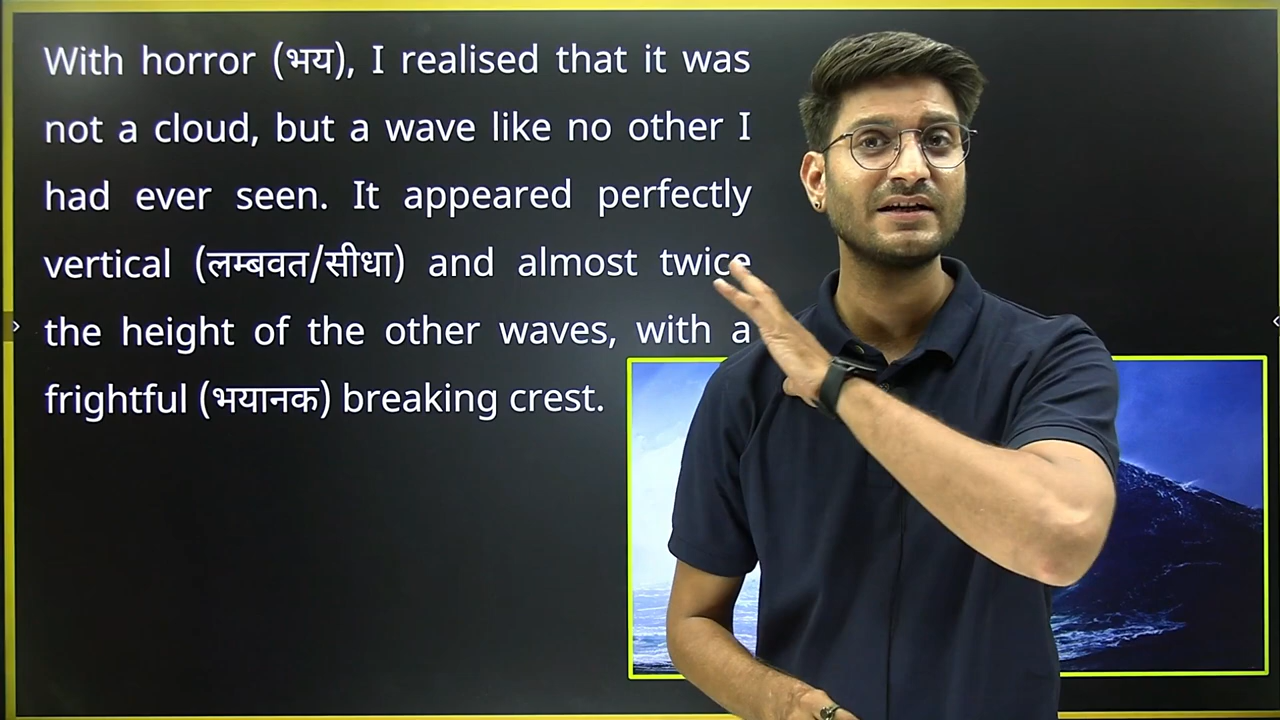 With horror (भय), I realised that it was
not a cloud, but a wave like no other I
had ever seen. It appeared perfectly
vertical (लम्बवत/सीधा) and almost twice
the height of the other waves, with a
frightful (भयानक) breaking crest.